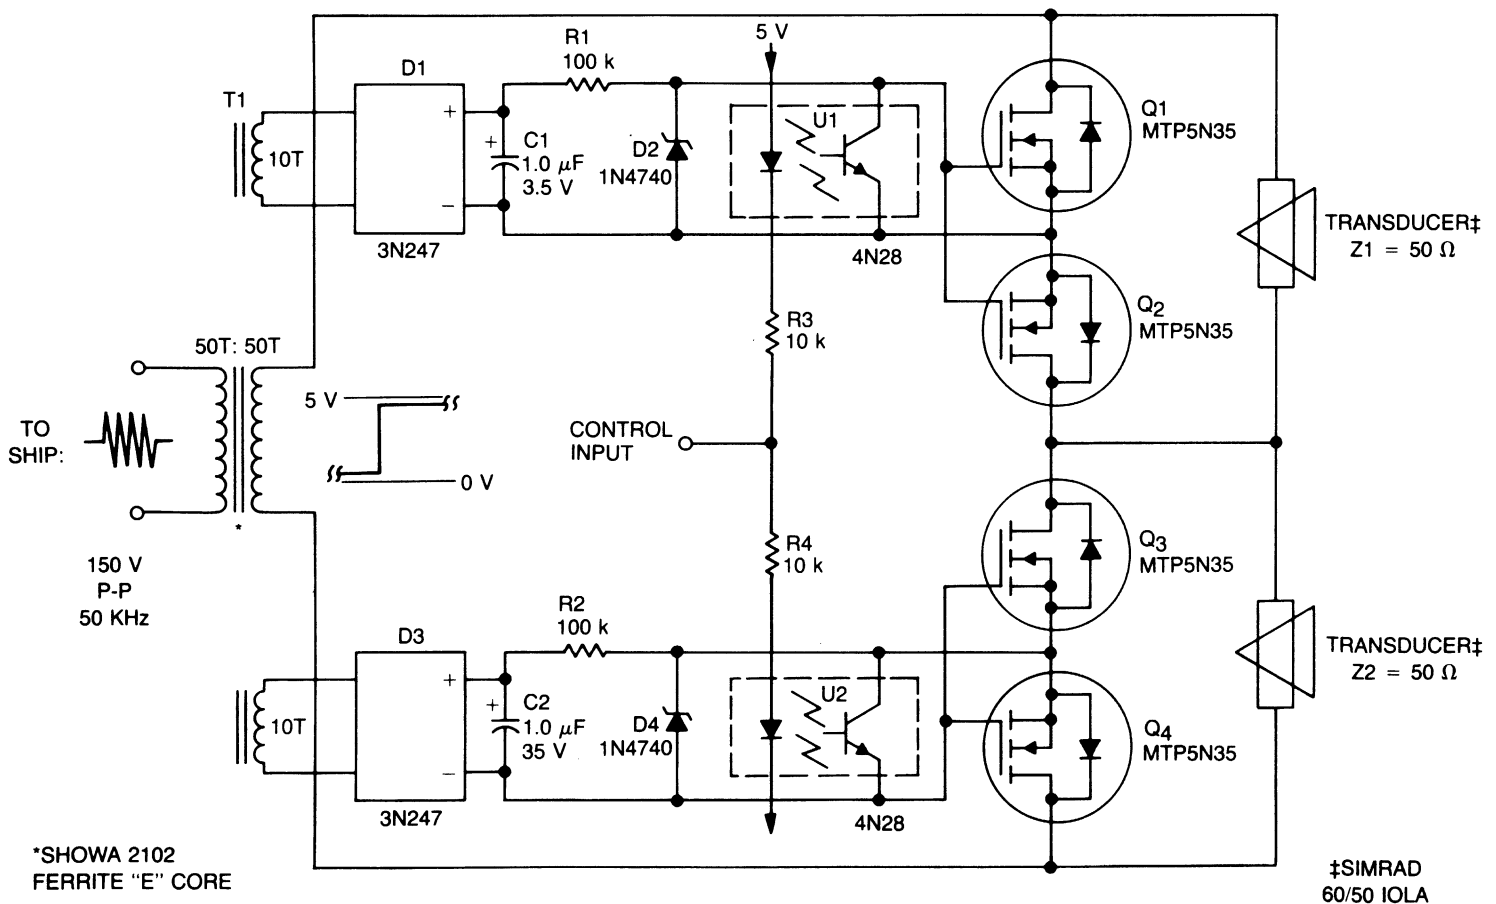 5 V
R1
100 k
D1
T1
10T
+
−
+
C1
1.0 μF
3.5 V
3N247
D2
1N4740
U1
4N28
Q1
MTP5N35
Q2
MTP5N35
TRANSDUCER‡
Z1 = 50 Ω
R3
10 k
50T: 50T
5 V
0 V
TO
SHIP:
*
150 V
P-P
50 KHz
CONTROL
INPUT
R4
10 k
Q3
MTP5N35
Q4
MTP5N35
TRANSDUCER‡
Z2 = 50 Ω
R2
100 k
D3
10T
+
−
+
C2
1.0 μF
35 V
3N247
D4
1N4740
U2
4N28
*SHOWA 2102
FERRITE "E" CORE
‡SIMRAD
60/50 IOLA